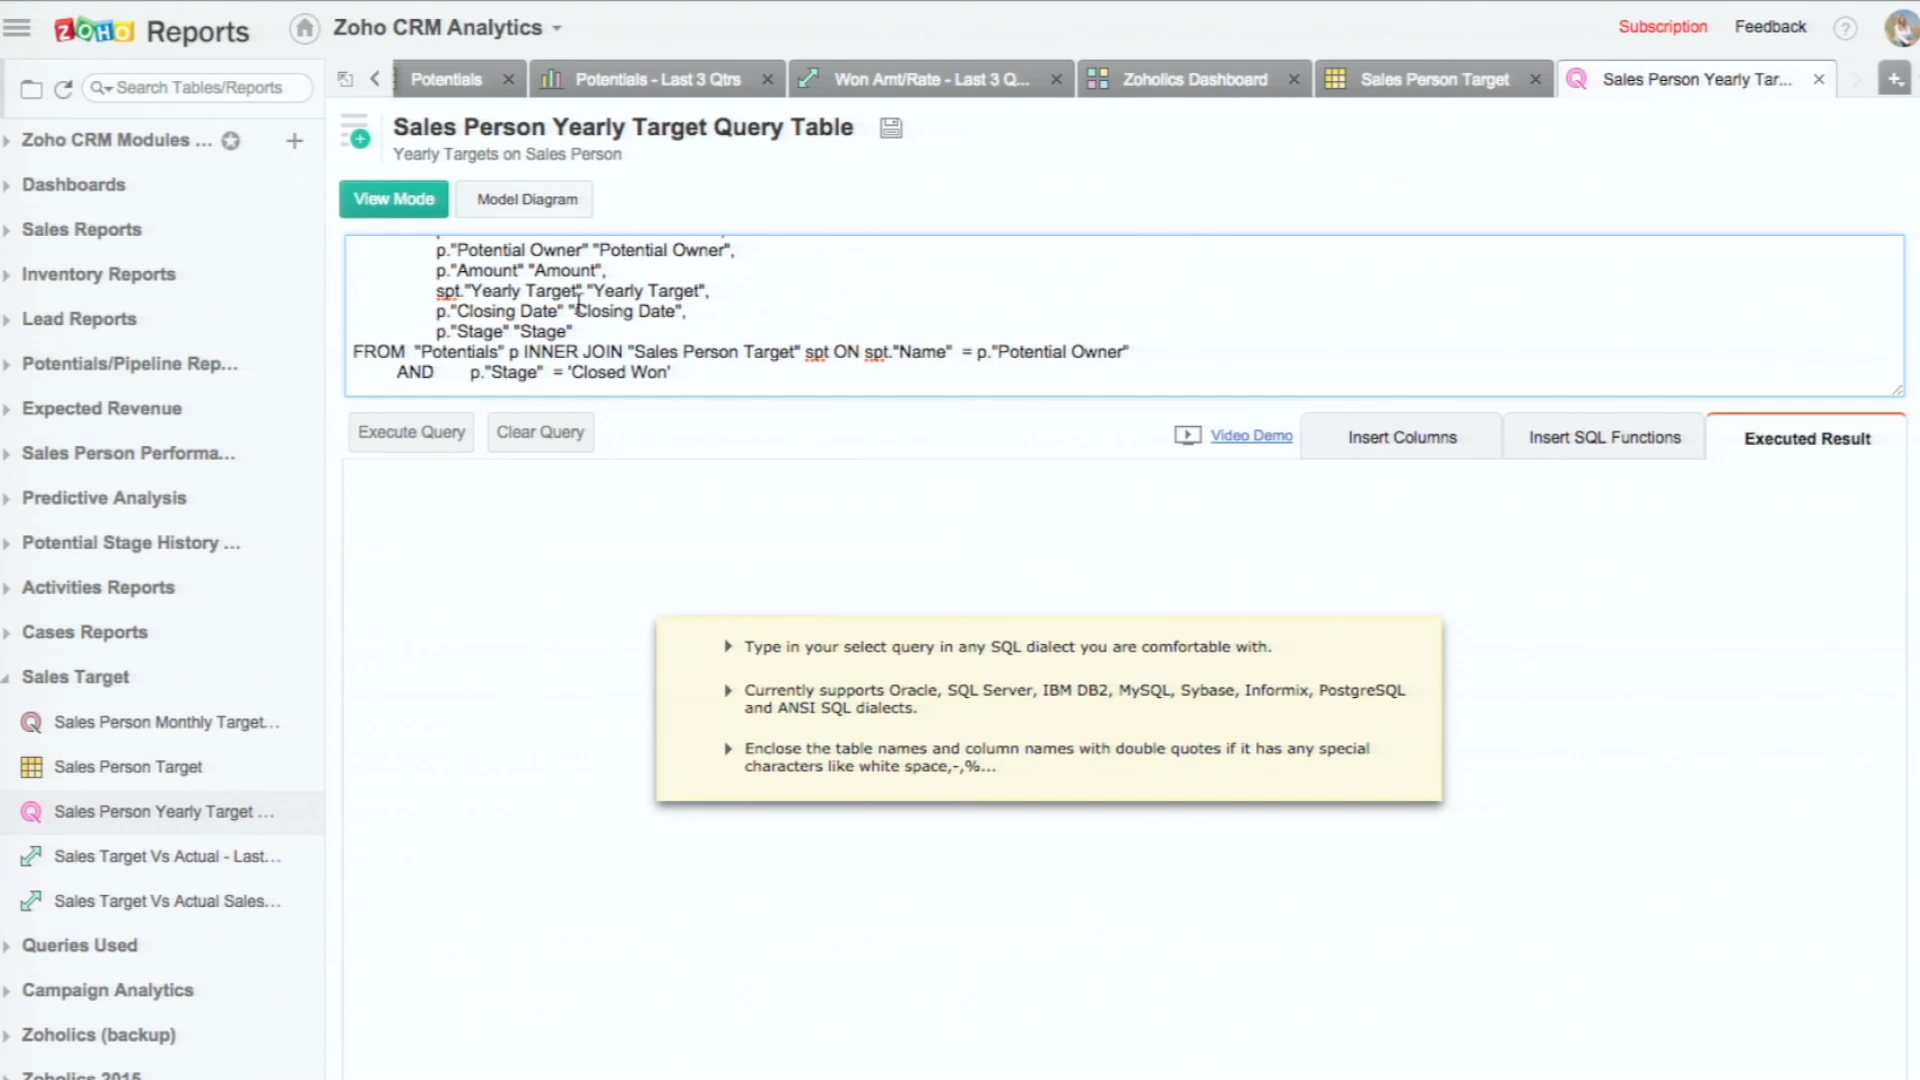 ZOHO Reports
Zoho CRM Analytics
Subscription
Feedback
?
Search Tables/Reports
Potentials
Potentials - Last 3 Qtrs
Won Amt/Rate - Last 3 Q...
Zoholics Dashboard
Sales Person Target
Sales Person Yearly Tar...
Zoho CRM Modules ...
Dashboards
Sales Reports
Inventory Reports
Lead Reports
Potentials/Pipeline Rep...
Expected Revenue
Sales Person Performa...
Predictive Analysis
Potential Stage History ...
Activities Reports
Cases Reports
Sales Target
Sales Person Monthly Target...
Sales Person Target
Sales Person Yearly Target ...
Sales Target Vs Actual - Last...
Sales Target Vs Actual Sales...
Queries Used
Campaign Analytics
Zoholics (backup)
Zoholics 2015
Sales Person Yearly Target Query Table
Yearly Targets on Sales Person
View Mode
Model Diagram
p."Potential Owner" "Potential Owner",
p."Amount" "Amount",
spt."Yearly Target" "Yearly Target",
p."Closing Date" "Closing Date",
p."Stage" "Stage"
FROM "Potentials" p INNER JOIN "Sales Person Target" spt ON spt."Name" = p."Potential Owner"
AND p."Stage" = 'Closed Won'
Execute Query
Clear Query
Video Demo
Insert Columns
Insert SQL Functions
Executed Result
Type in your select query in any SQL dialect you are comfortable with.
Currently supports Oracle, SQL Server, IBM DB2, MySQL, Sybase, Informix, PostgreSQL
and ANSI SQL dialects.
Enclose the table names and column names with double quotes if it has any special
characters like white space,-,%...